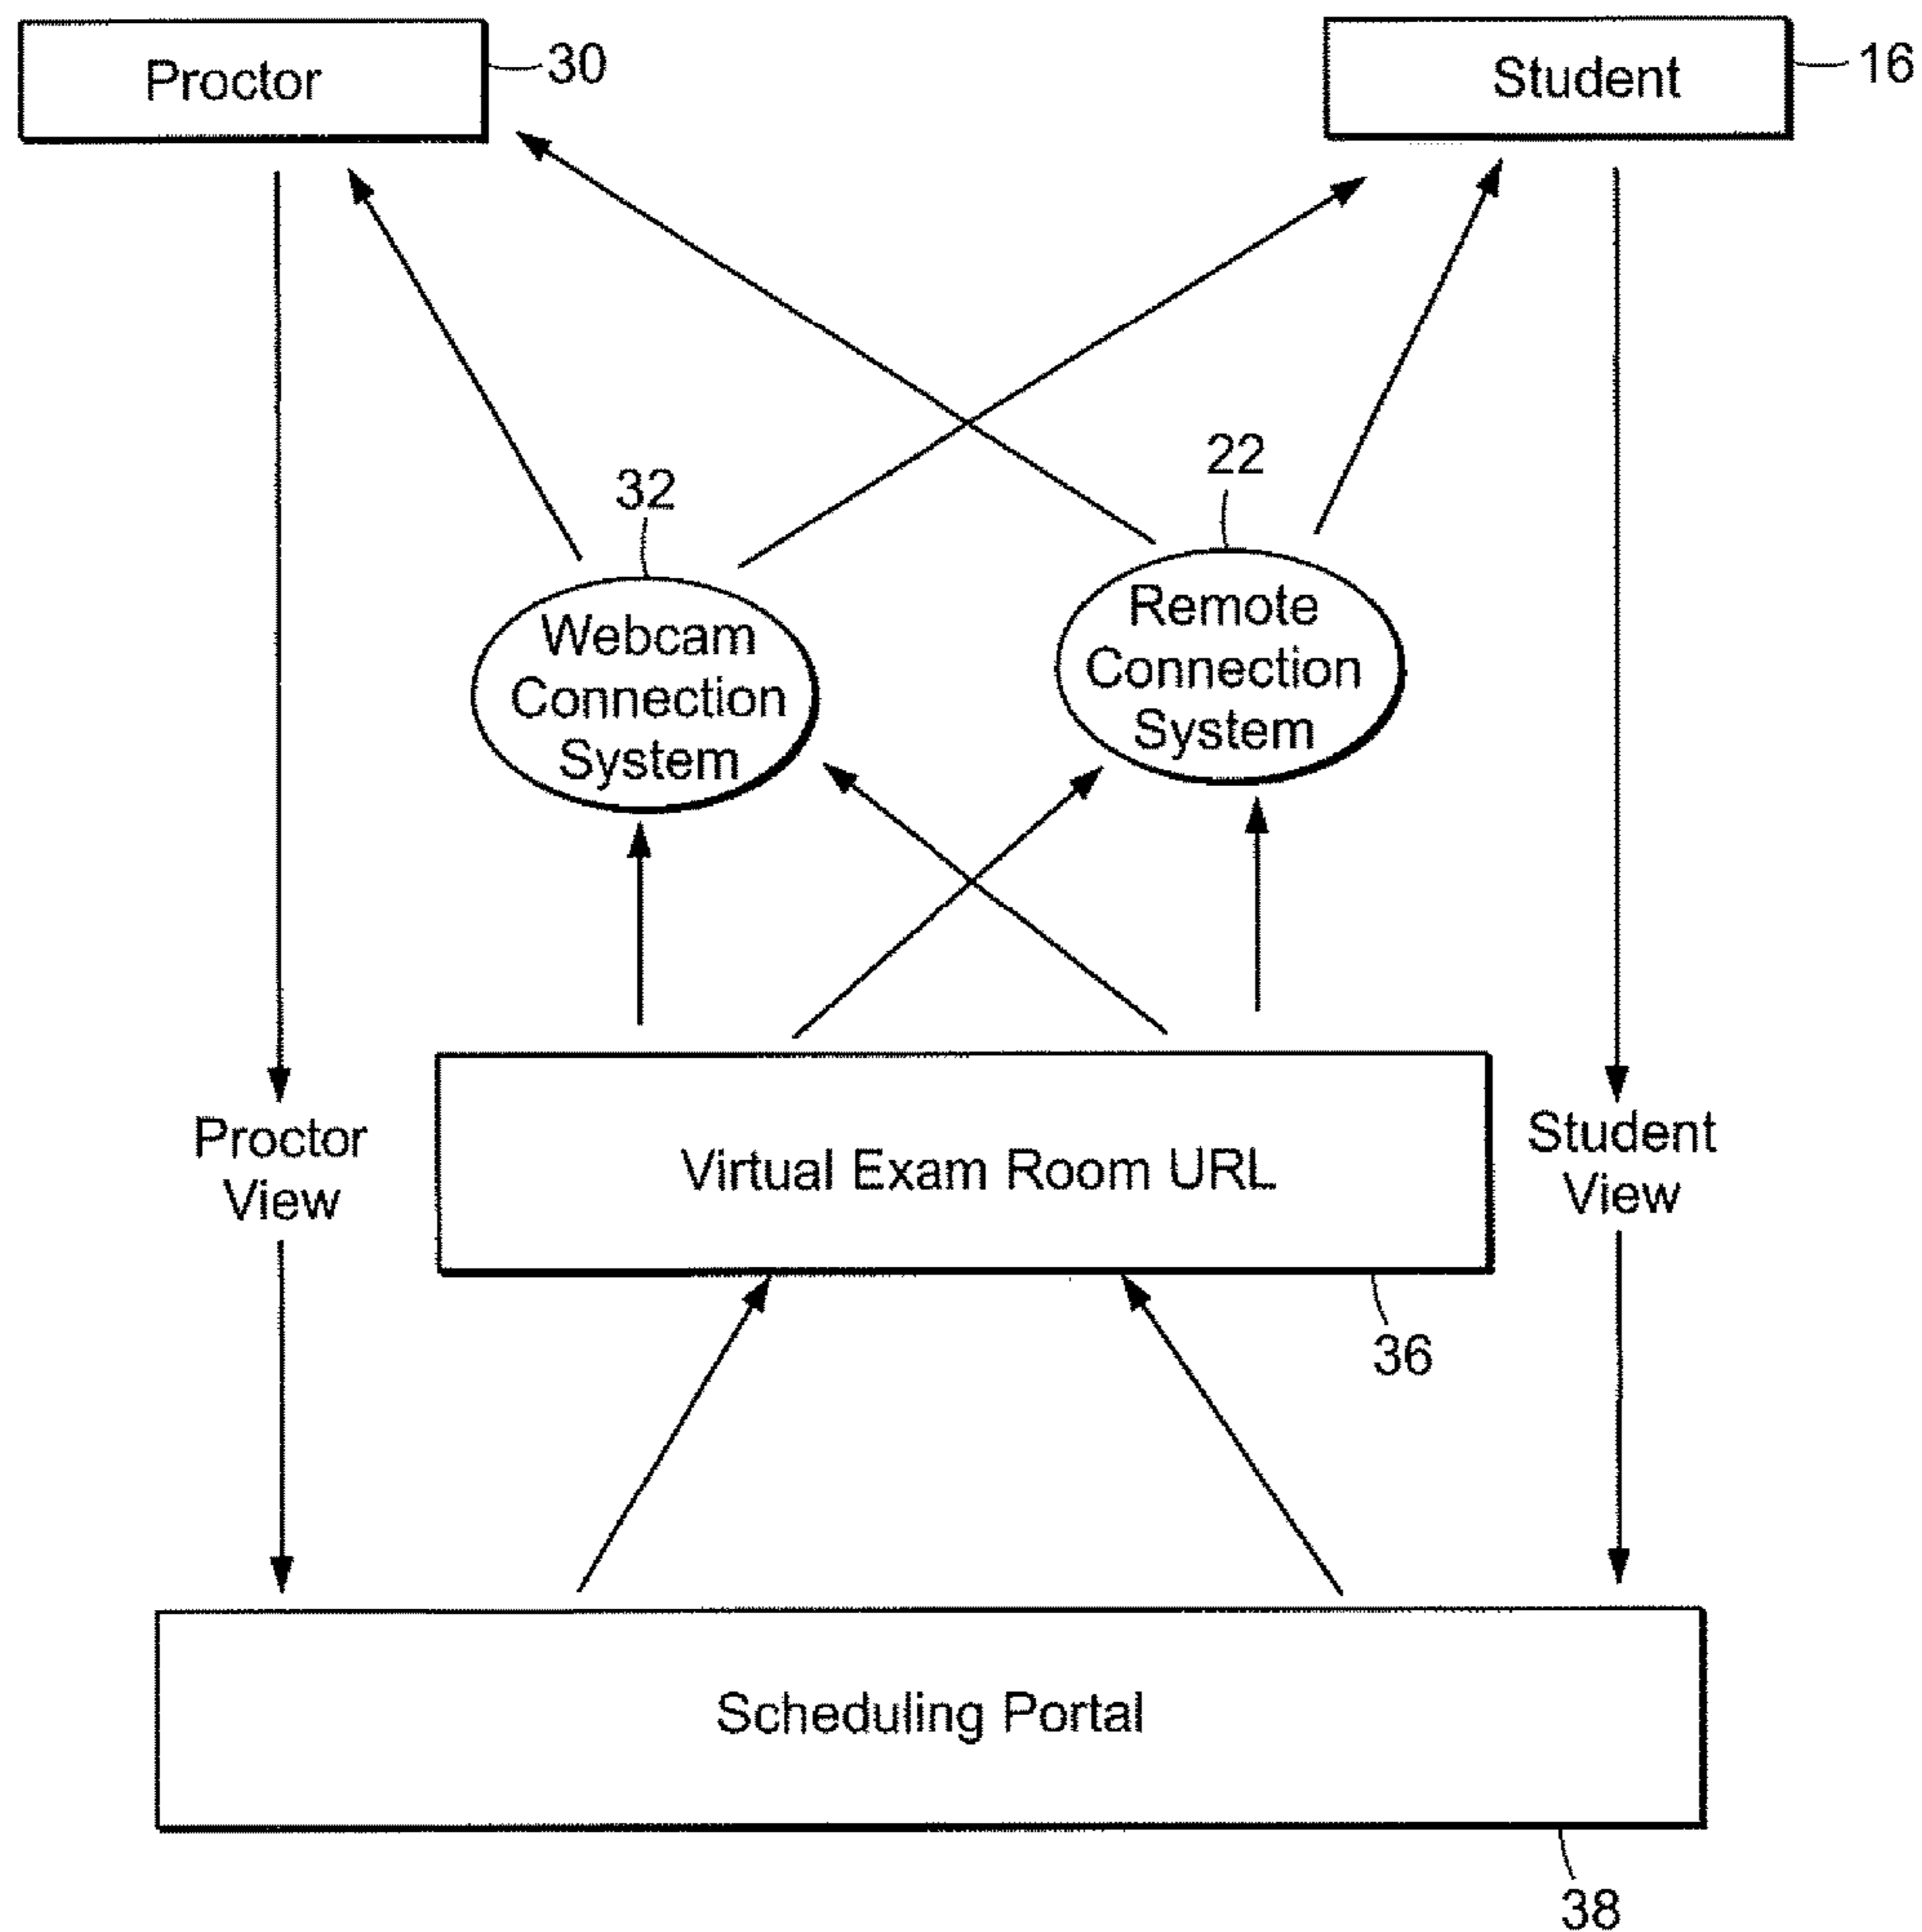 Proctor
30
Student
16
32
22
Webcam
Connection
System
Remote
Connection
System
Proctor
View
Virtual Exam Room URL
Student
View
36
Scheduling Portal
38